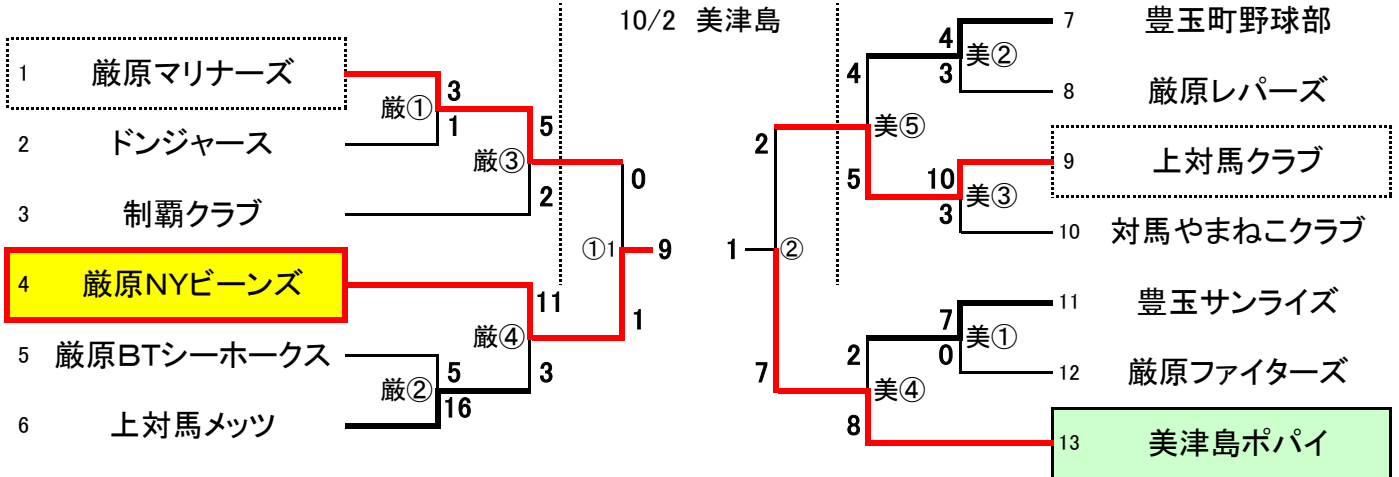 10/2 美津島
1 厳原マリナーズ
厳①
3
1
2 ドンジャース
厳③
5
2
3 制覇クラブ
0
①1
9
1
4 厳原NYビーンズ
厳④
11
3
5 厳原BTシーホークス
厳②
5
16
6 上対馬メッツ
7 豊玉町野球部
4
美②
3
8 厳原レパーズ
4
美⑤
5
9 上対馬クラブ
10
美③
3
10 対馬やまねこクラブ
2
1
②
7
11 豊玉サンライズ
7
美①
0
12 厳原ファイターズ
2
美④
8
13 美津島ポパイ